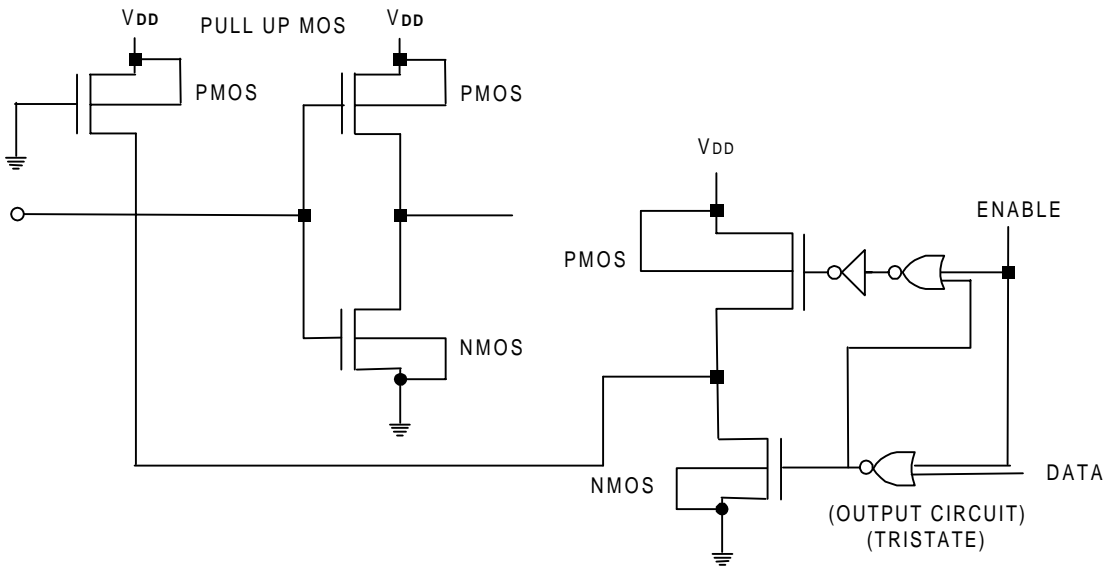 VDD
PULL UP MOS
VDD
PMOS
PMOS
VDD
ENABLE
PMOS
NMOS
NMOS
DATA
(OUTPUT CIRCUIT)
(TRISTATE)